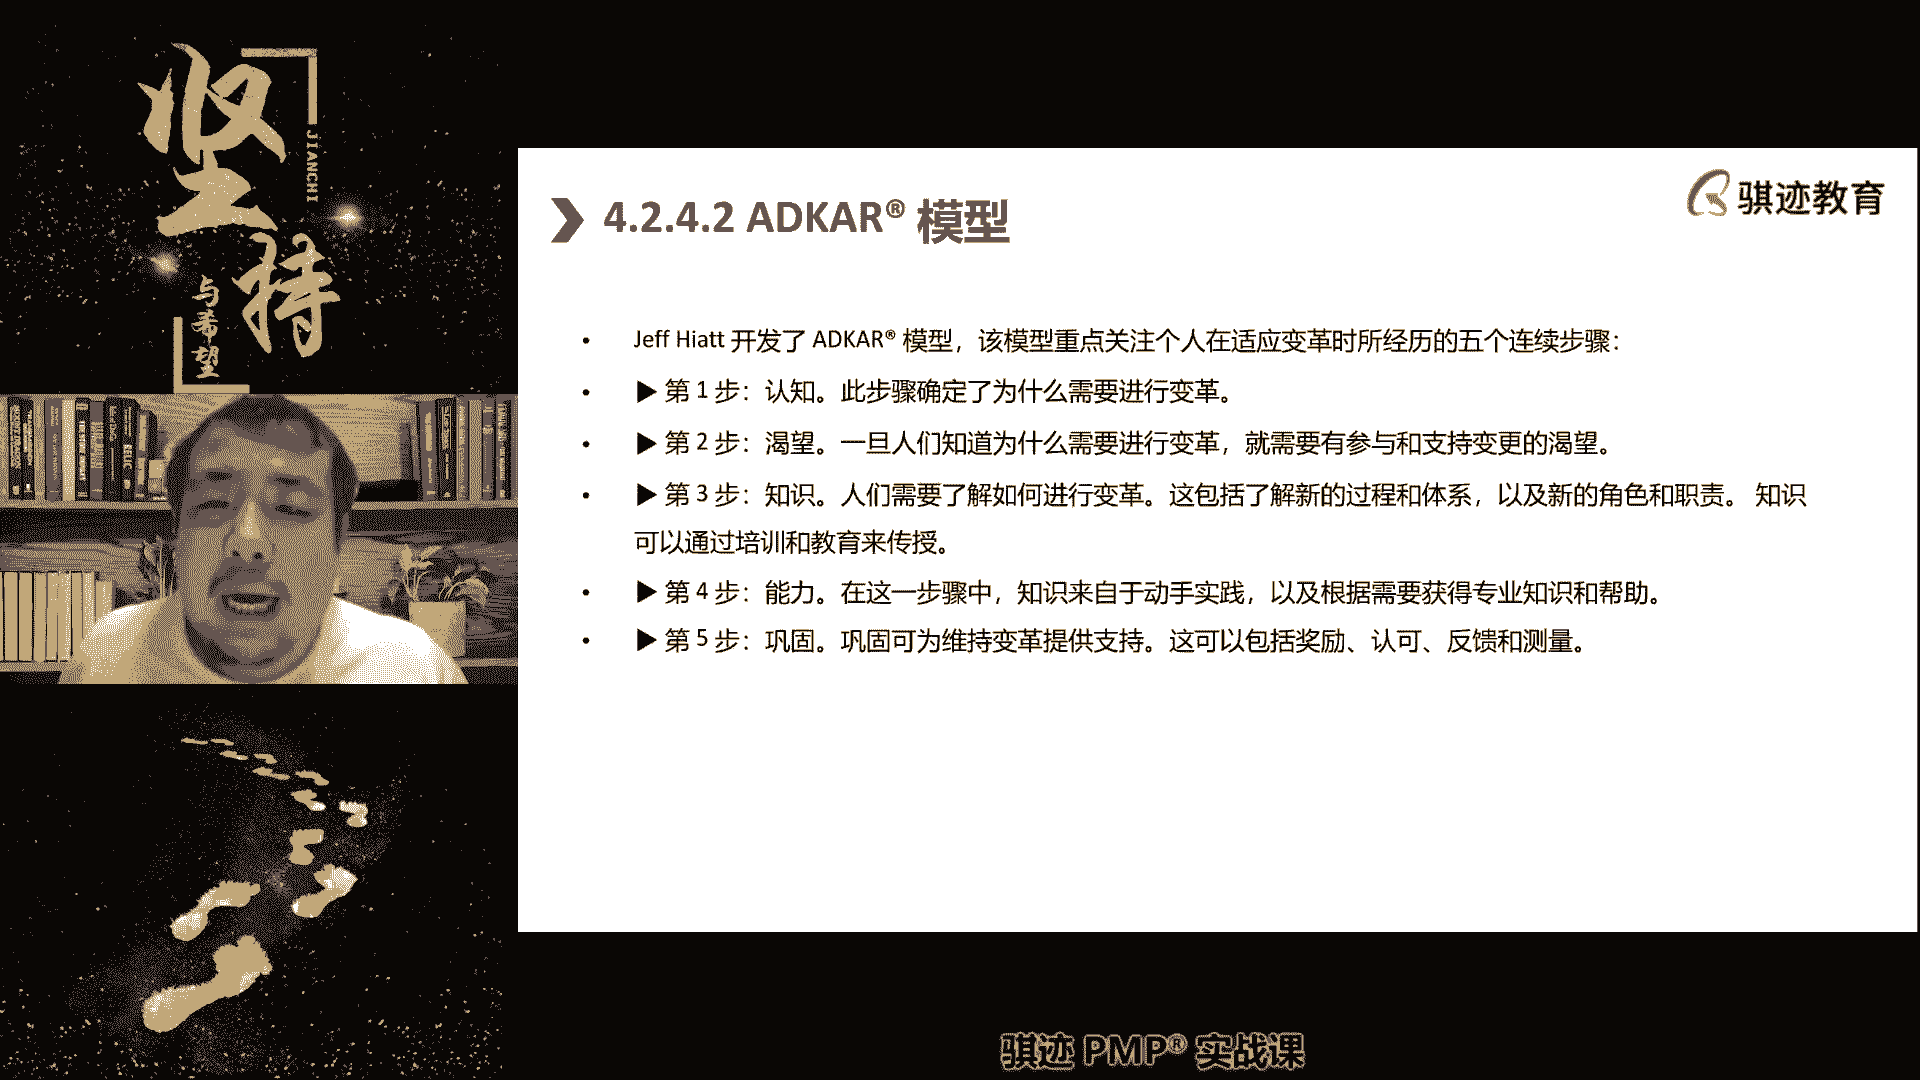 坚持
JIANCHI
与希望
骐迹教育
4.2.4.2 ADKAR® 模型
• Jeff Hiatt 开发了 ADKAR® 模型，该模型重点关注个人在适应变革时所经历的五个连续步骤：
• ▶ 第 1 步：认知。此步骤确定了为什么需要进行变革。
• ▶ 第 2 步：渴望。一旦人们知道为什么需要进行变革，就需要有参与和支持变更的渴望。
• ▶ 第 3 步：知识。人们需要了解如何进行变革。这包括了解新的过程和体系，以及新的角色和职责。 知识
可以通过培训和教育来传授。
• ▶ 第 4 步：能力。在这一步骤中，知识来自于动手实践，以及根据需要获得专业知识和帮助。
• ▶ 第 5 步：巩固。巩固可为维持变革提供支持。这可以包括奖励、认可、反馈和测量。
骐迹 PMP® 实战课